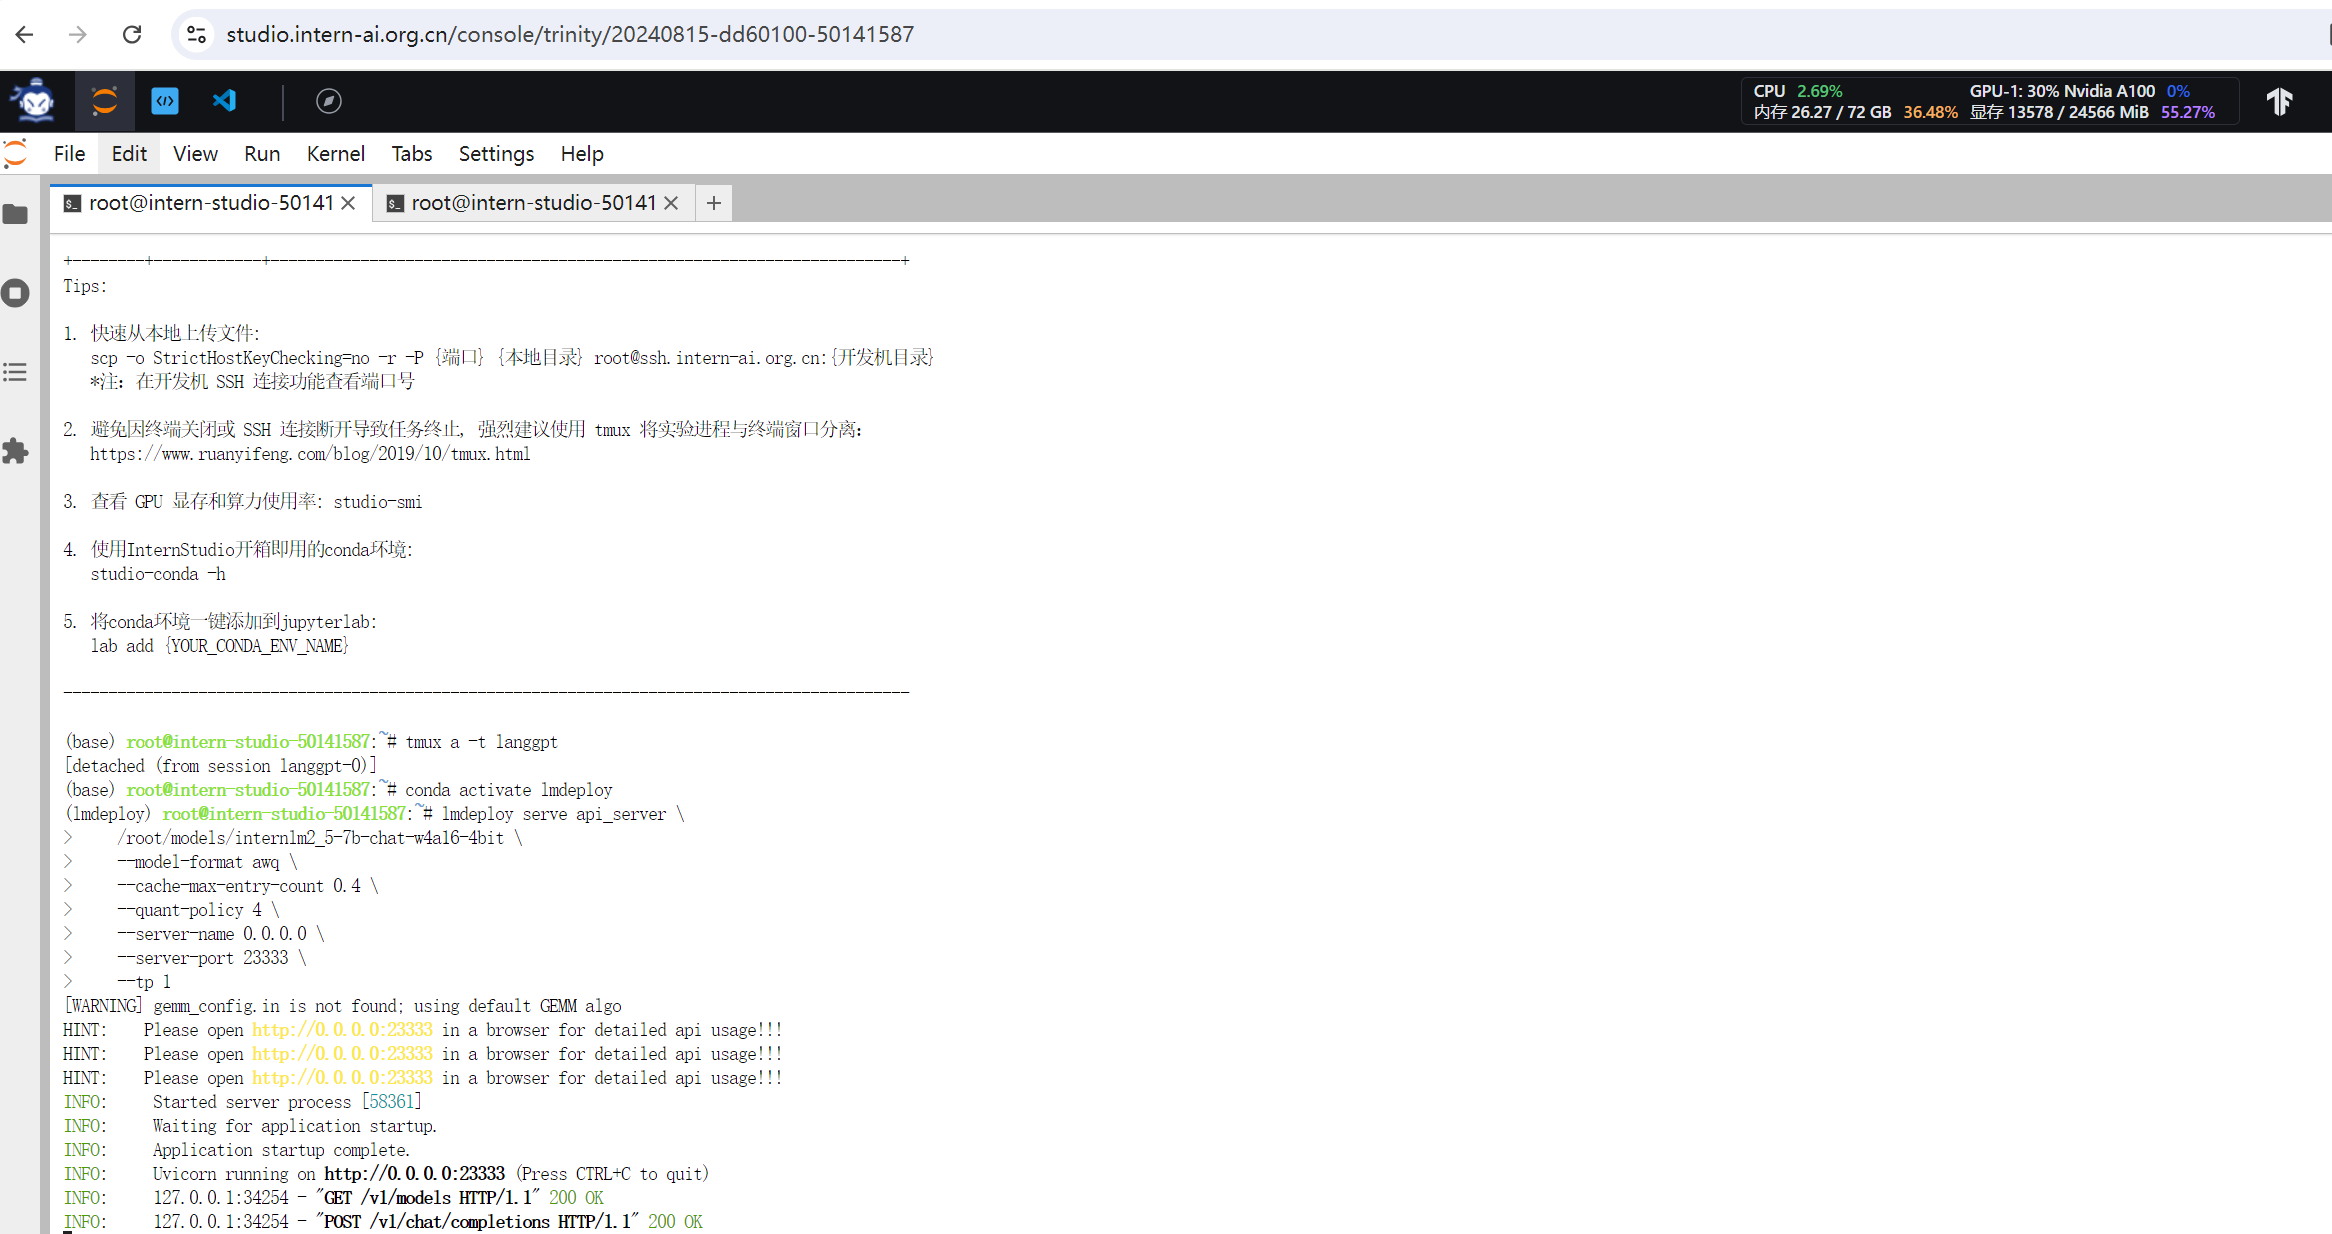 studio.intern-ai.org.cn/console/trinity/20240815-dd60100-50141587
CPU 2.69% GPU-1: 30% Nvidia A100 0%
内存 26.27 / 72 GB 36.48% 显存 13578 / 24566 MiB 55.27%
File Edit View Run Kernel Tabs Settings Help
root@intern-studio-50141 root@intern-studio-50141
+--------+------------+----------------------------------------------------------------------+
Tips:
1. 快速从本地上传文件:
scp -o StrictHostKeyChecking=no -r -P {端口} {本地目录} root@ssh.intern-ai.org.cn:{开发机目录}
*注: 在开发机 SSH 连接功能查看端口号
2. 避免因终端关闭或 SSH 连接断开导致任务终止, 强烈建议使用 tmux 将实验进程与终端窗口分离:
https://www.ruanyifeng.com/blog/2019/10/tmux.html
3. 查看 GPU 显存和算力使用率: studio-smi
4. 使用InternStudio开箱即用的conda环境:
studio-conda -h
5. 将conda环境一键添加到jupyterlab:
lab add {YOUR_CONDA_ENV_NAME}
----------------------------------------------------------------------------------------------
(base) root@intern-studio-50141587:~# tmux a -t langgpt
[detached (from session langgpt-0)]
(base) root@intern-studio-50141587:~# conda activate lmdeploy
(lmdeploy) root@intern-studio-50141587:~# lmdeploy serve api_server \
> /root/models/internlm2_5-7b-chat-w4a16-4bit \
> --model-format awq \
> --cache-max-entry-count 0.4 \
> --quant-policy 4 \
> --server-name 0.0.0.0 \
> --server-port 23333 \
> --tp 1
[WARNING] gemm_config.in is not found; using default GEMM algo
HINT: Please open http://0.0.0.0:23333 in a browser for detailed api usage!!!
HINT: Please open http://0.0.0.0:23333 in a browser for detailed api usage!!!
HINT: Please open http://0.0.0.0:23333 in a browser for detailed api usage!!!
INFO: Started server process [58361]
INFO: Waiting for application startup.
INFO: Application startup complete.
INFO: Uvicorn running on http://0.0.0.0:23333 (Press CTRL+C to quit)
INFO: 127.0.0.1:34254 - "GET /v1/models HTTP/1.1" 200 OK
INFO: 127.0.0.1:34254 - "POST /v1/chat/completions HTTP/1.1" 200 OK